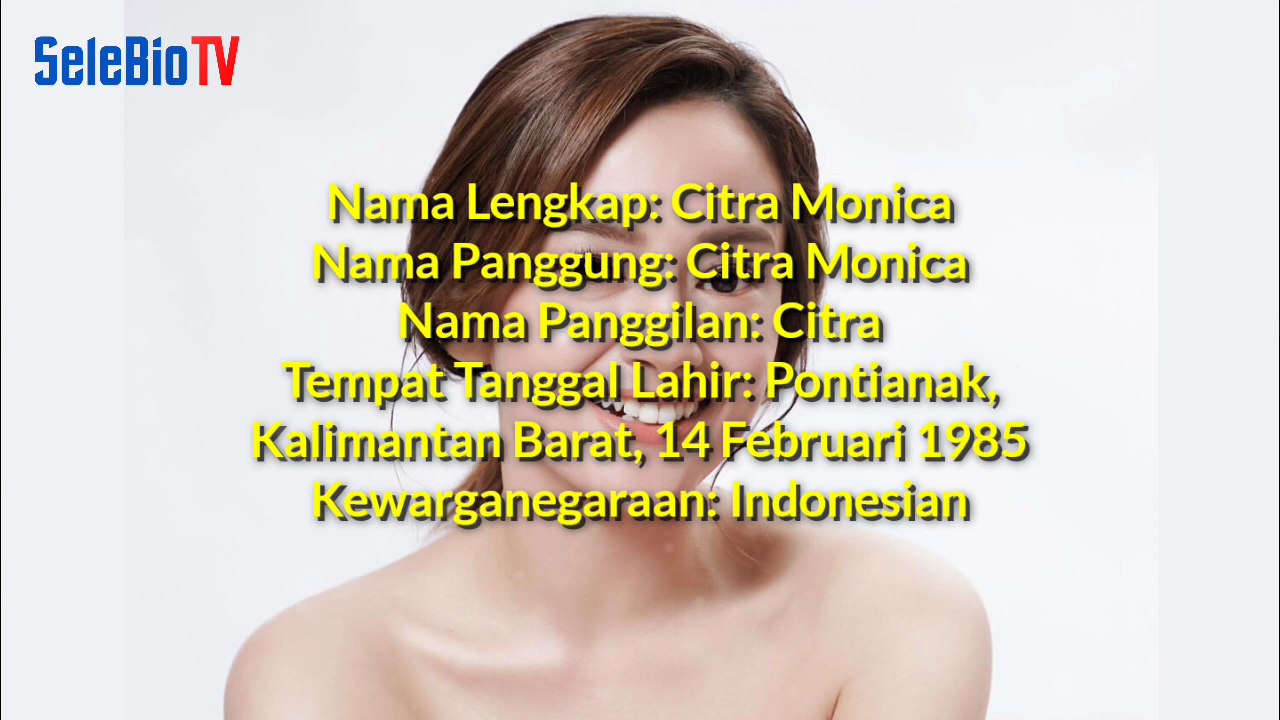 SeleBioTV
Nama Lengkap: Citra Monica
Nama Panggung: Citra Monica
Nama Panggilan: Citra
Tempat Tanggal Lahir: Pontianak,
Kalimantan Barat, 14 Februari 1985
Kewarganegaraan: Indonesian